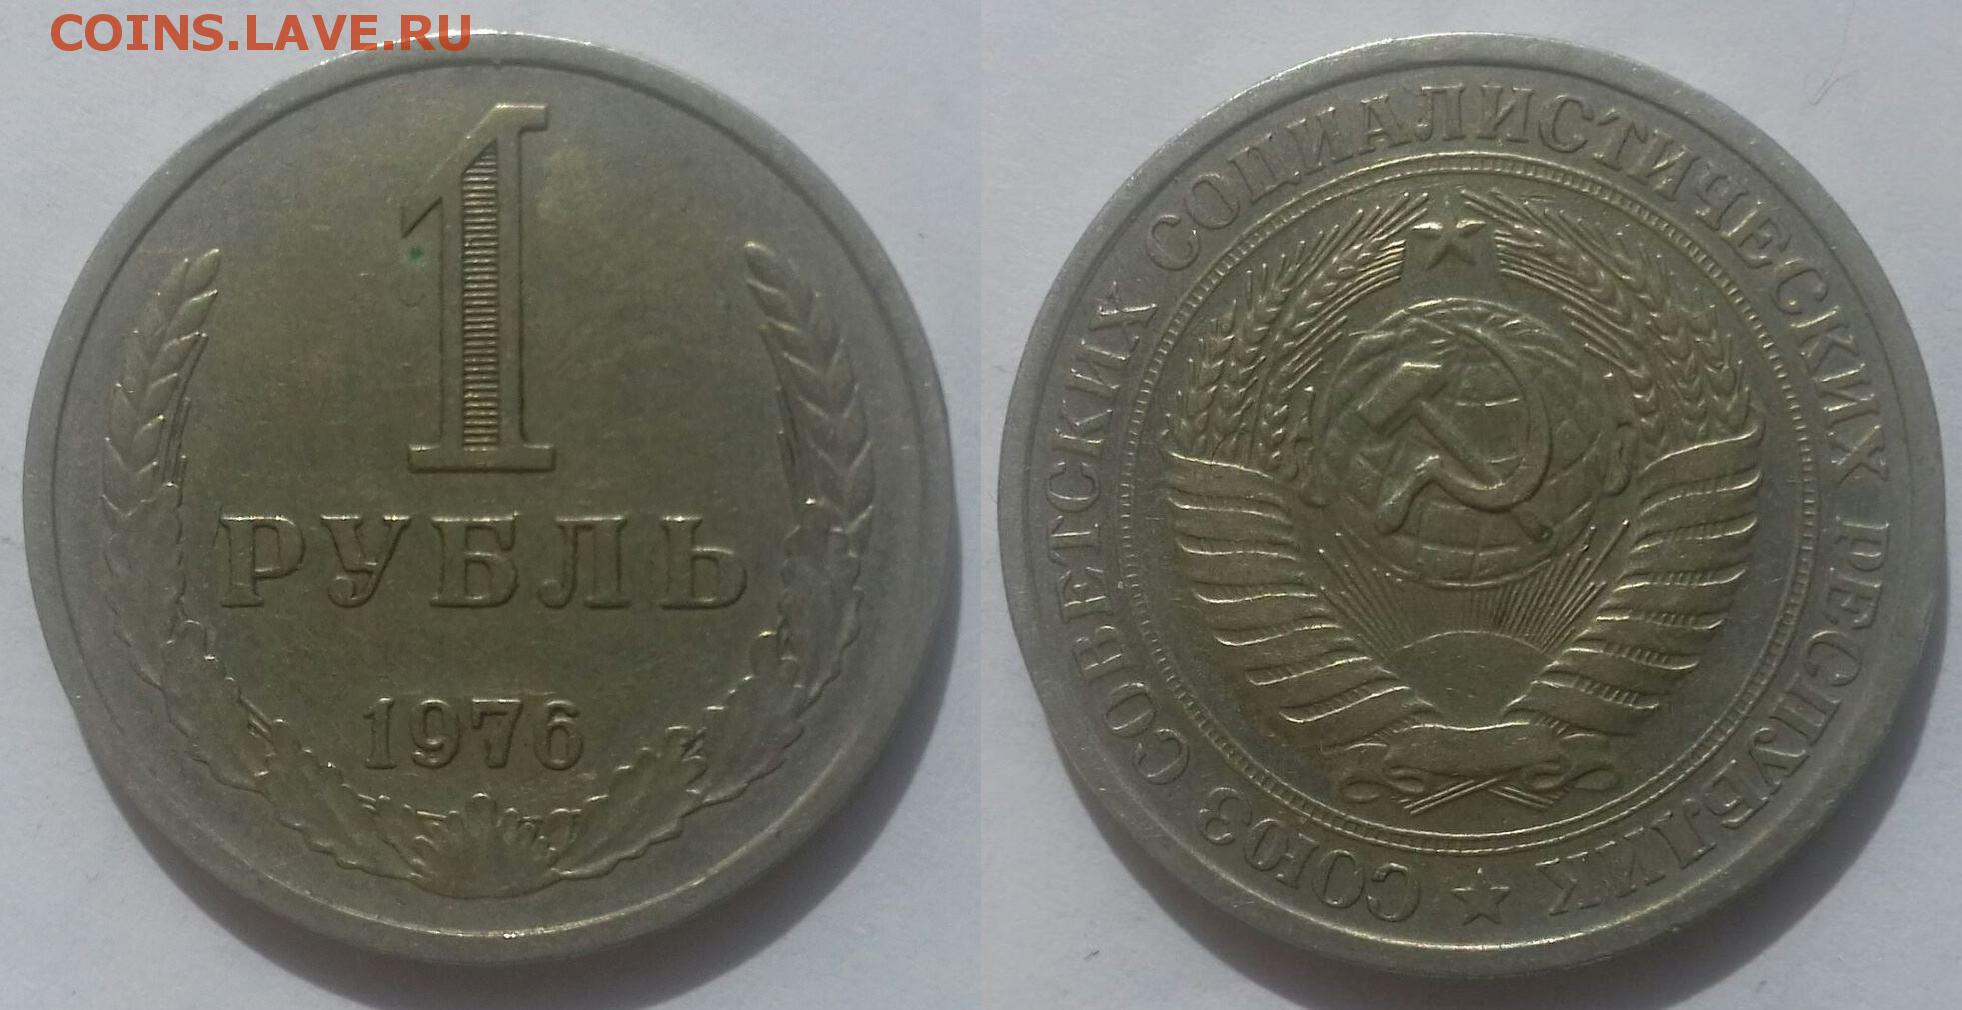 COINS.LAVE.RU
1
РУБЛЬ
1976
СОЮЗ СОВЕТСКИХ СОЦИАЛИСТИЧЕСКИХ РЕСПУБЛИК